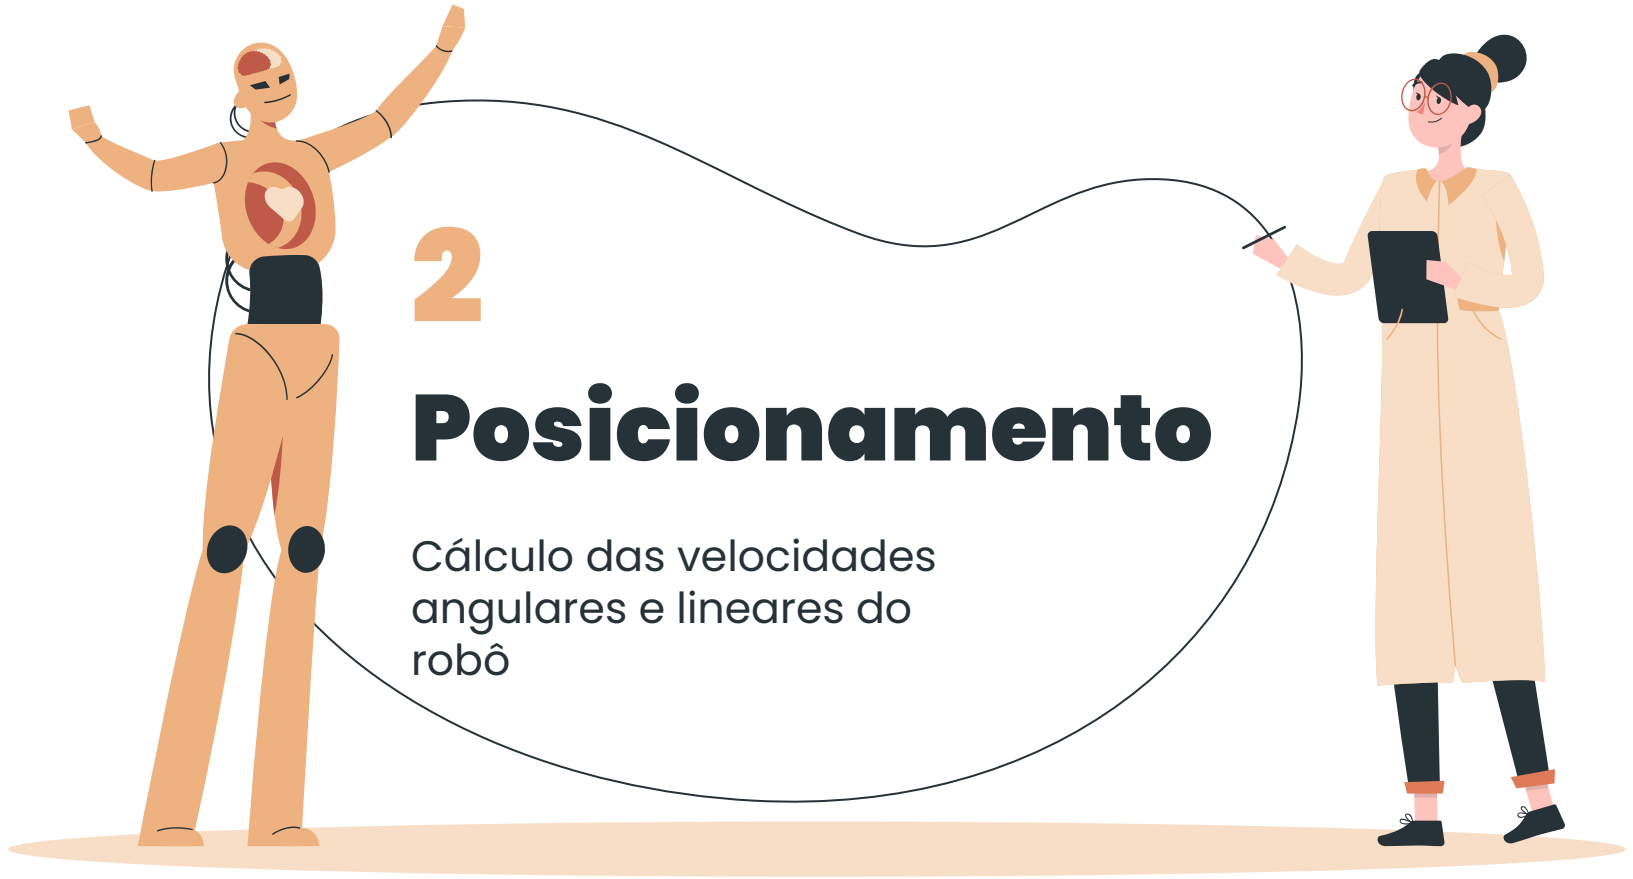 2
Posicionamento
Cálculo das velocidades
angulares e lineares do
robô